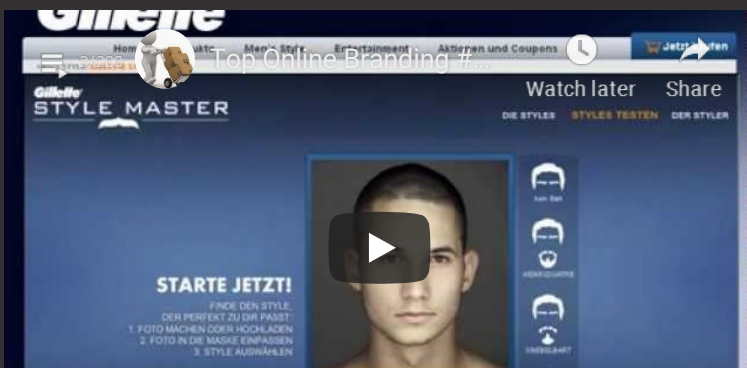 Gillette
Men's Style Entertainment Aktionen und Coupons
Top Online Branding #...
Watch later Share
Gillette
STYLE MASTER
DIE STYLES STYLES TESTEN DER STYLER
STARTE JETZT!
FINDE DEN STYLE,
DER PERFEKT ZU DIR PASST:
1. FOTO MACHEN ODER HOCHLADEN
2. FOTO IN DIE MASKE EINPASSEN
3. STYLE AUSWÄHLEN